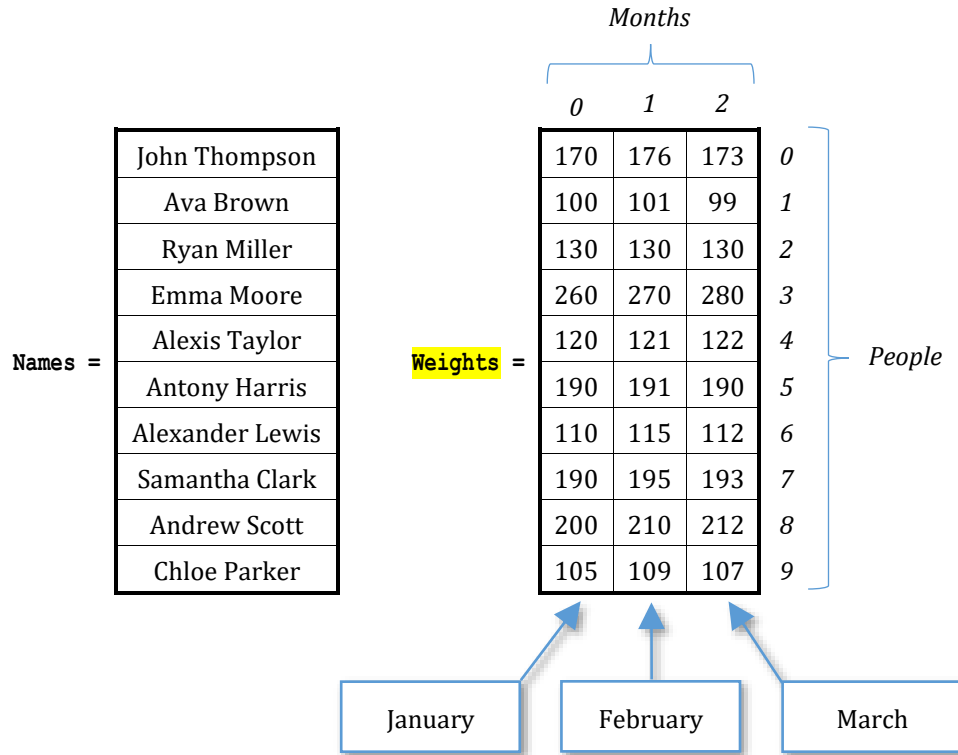 Months
0 1 2
John Thompson 170 176 173 0
Ava Brown 100 101 99 1
Ryan Miller 130 130 130 2
Emma Moore 260 270 280 3
Names = Alexis Taylor Weights = 120 121 122 4 People
Antony Harris 190 191 190 5
Alexander Lewis 110 115 112 6
Samantha Clark 190 195 193 7
Andrew Scott 200 210 212 8
Chloe Parker 105 109 107 9
January February March